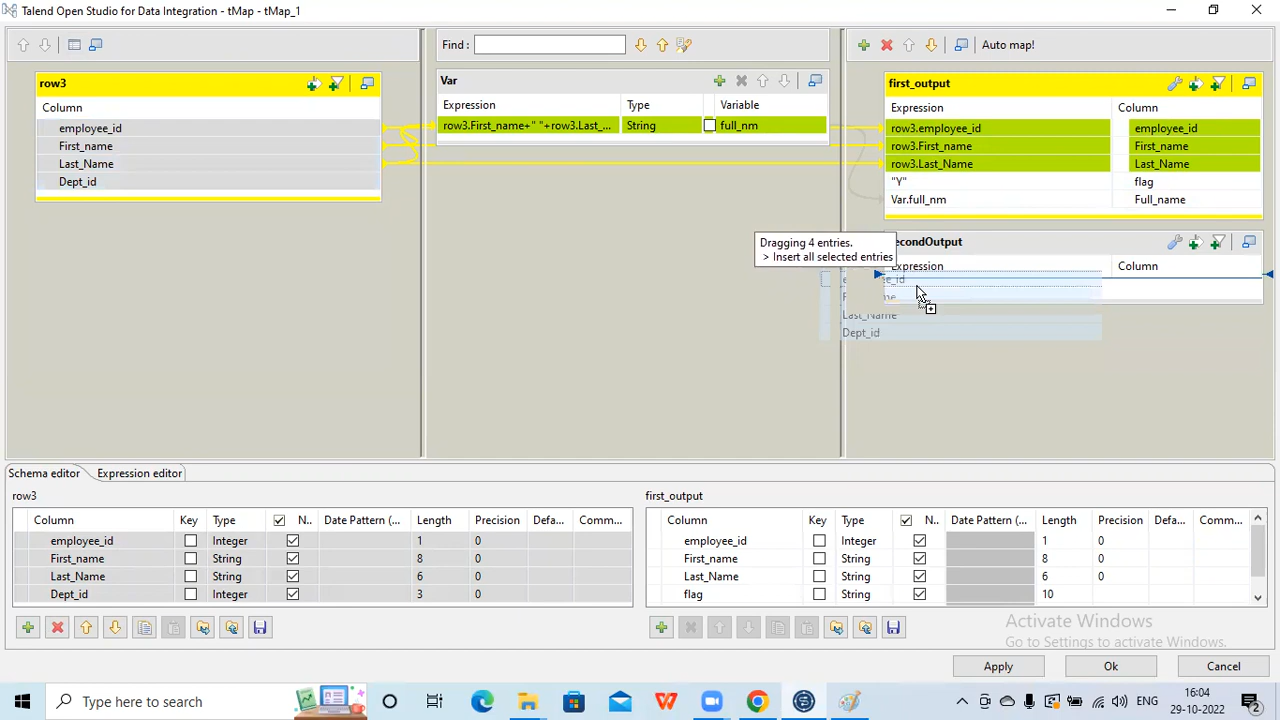 Talend Open Studio for Data Integration - tMap - tMap_1
Find :
Auto map!
row3
Column
employee_id
First_name
Last_Name
Dept_id
Var
Expression Type Variable
row3.First_name+" "+row3.Last_... String full_nm
first_output
Expression Column
row3.employee_id employee_id
row3.First_name First_name
row3.Last_Name Last_Name
"Y" flag
Var.full_nm Full_name
Dragging 4 entries.
> Insert all selected entries
econdOutput
Expression Column
Last_Name
Dept_id
Schema editor Expression editor
row3
Column Key Type N.. Date Pattern (... Length Precision Defa... Comm...
employee_id Integer 1 0
First_name String 8 0
Last_Name String 6 0
Dept_id Integer 3 0
first_output
Column Key Type N.. Date Pattern (... Length Precision Defa... Comm...
employee_id Integer 1 0
First_name String 8 0
Last_Name String 6 0
flag String 10
Activate Windows
Go to Settings to activate Windows.
Apply Ok Cancel
Type here to search
ENG
16:04
29-10-2022
2